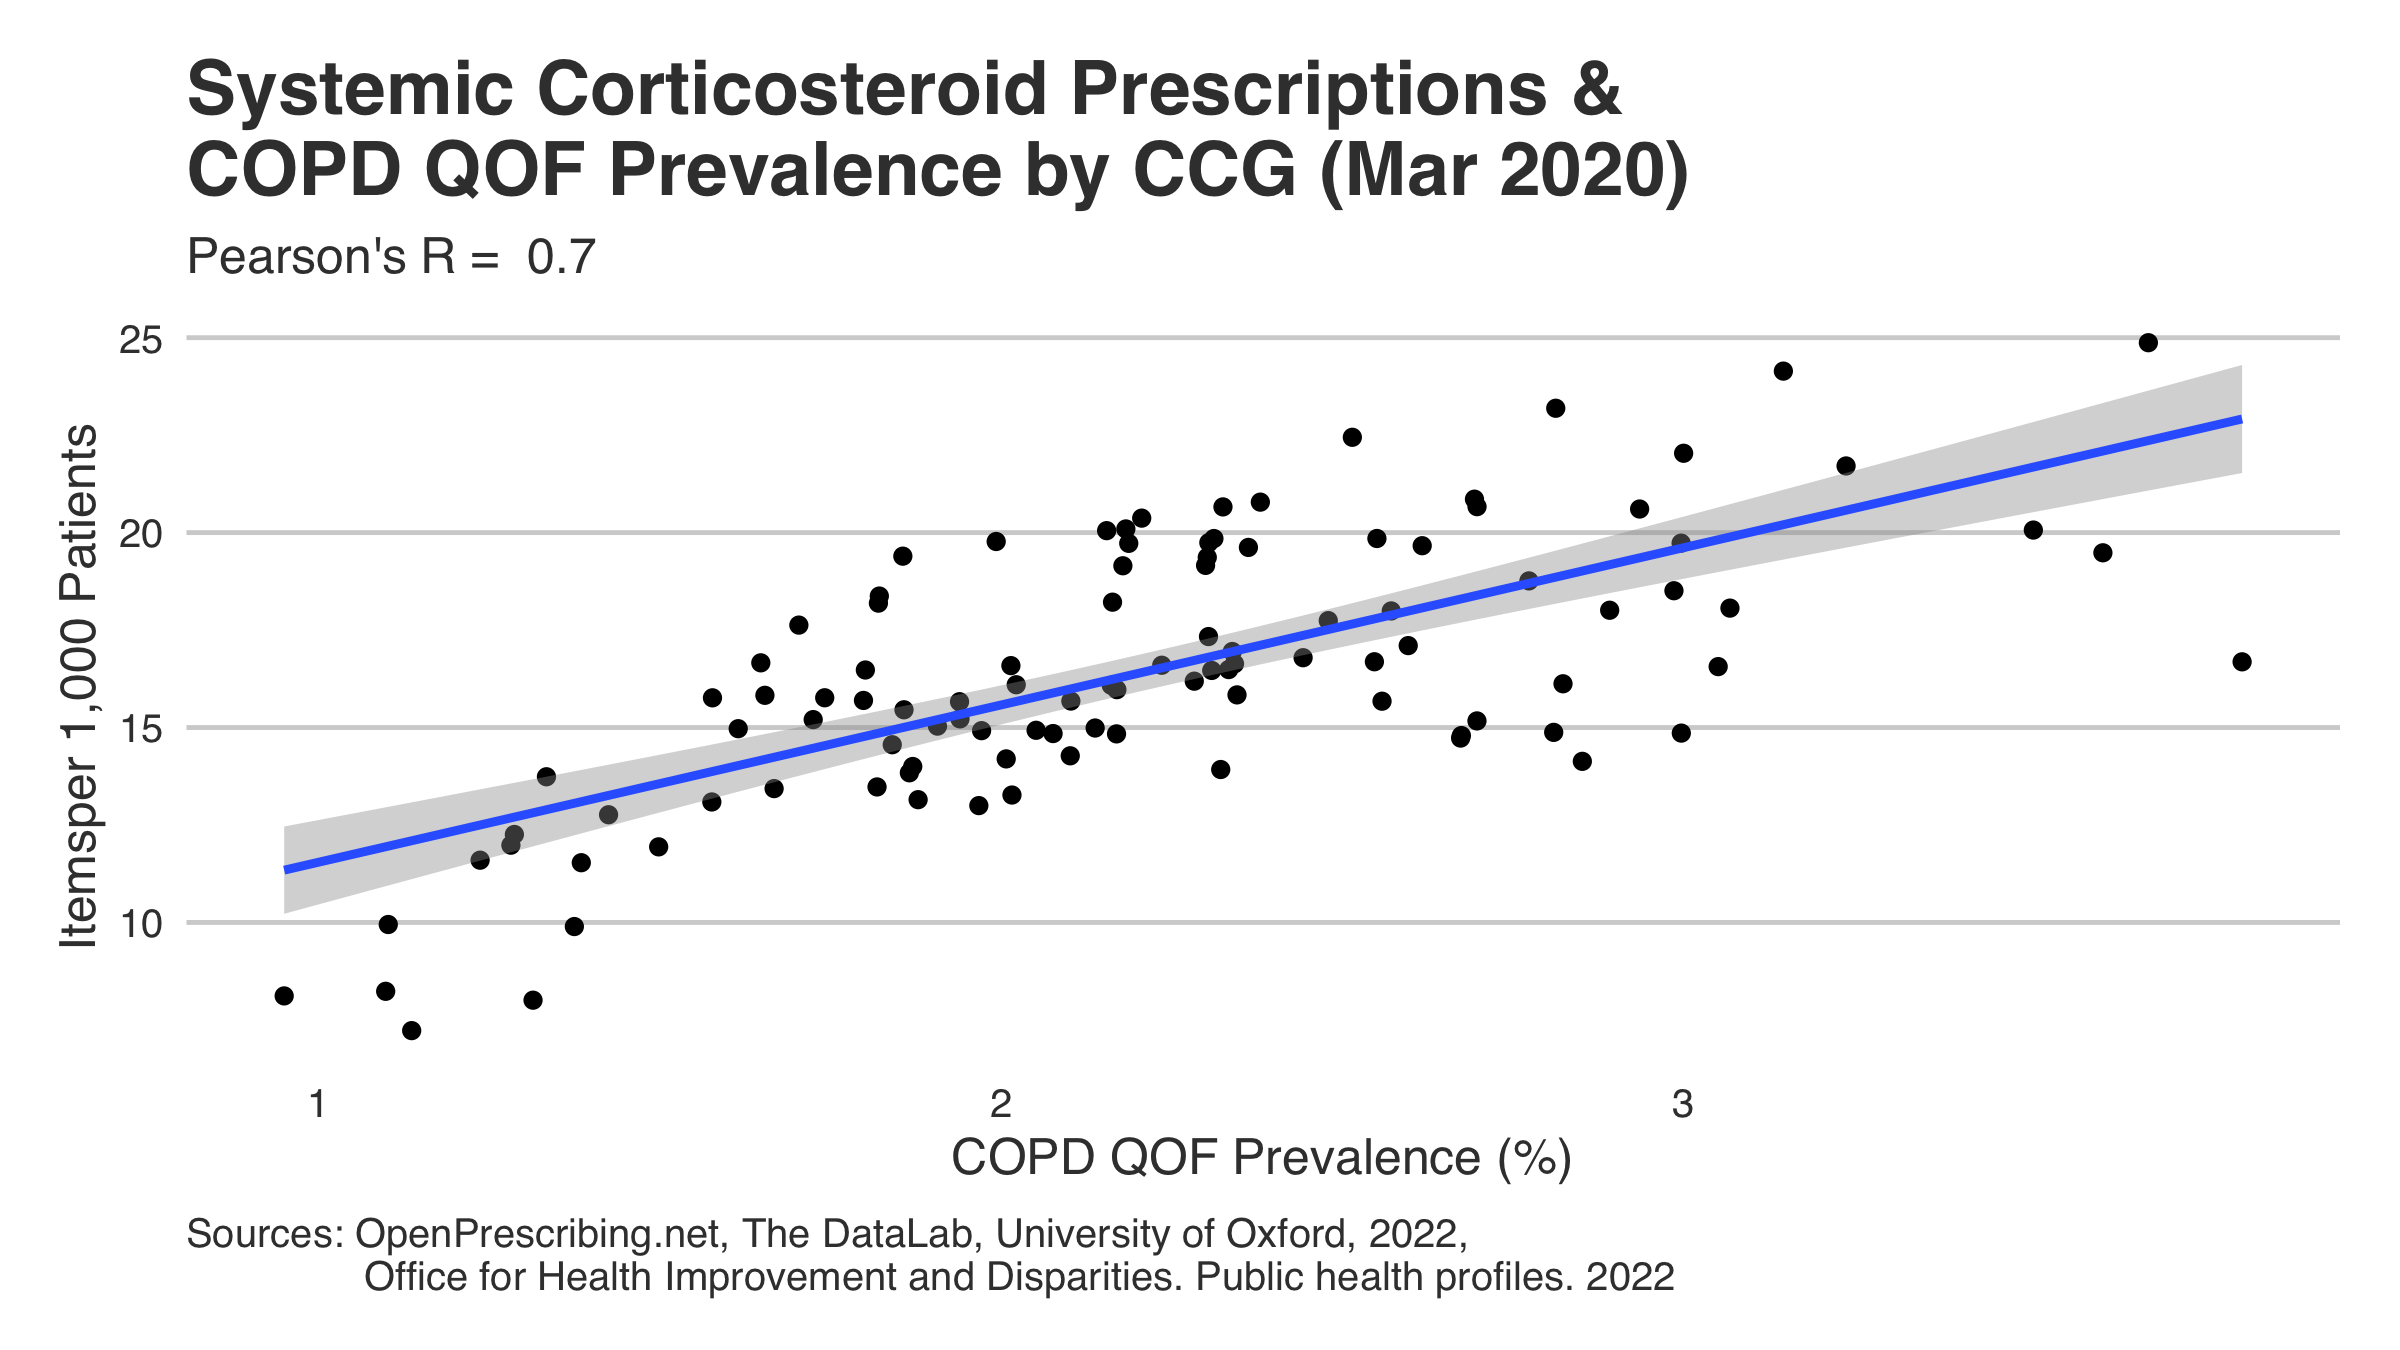 Systemic Corticosteroid Prescriptions &
COPD QOF Prevalence by CCG (Mar 2020)
Pearson's R =  0.7
25
20
15
10
Itemsper 1,000 Patients
1
2
3
COPD QOF Prevalence (%)
Sources: OpenPrescribing.net, The DataLab, University of Oxford, 2022,
Office for Health Improvement and Disparities. Public health profiles. 2022